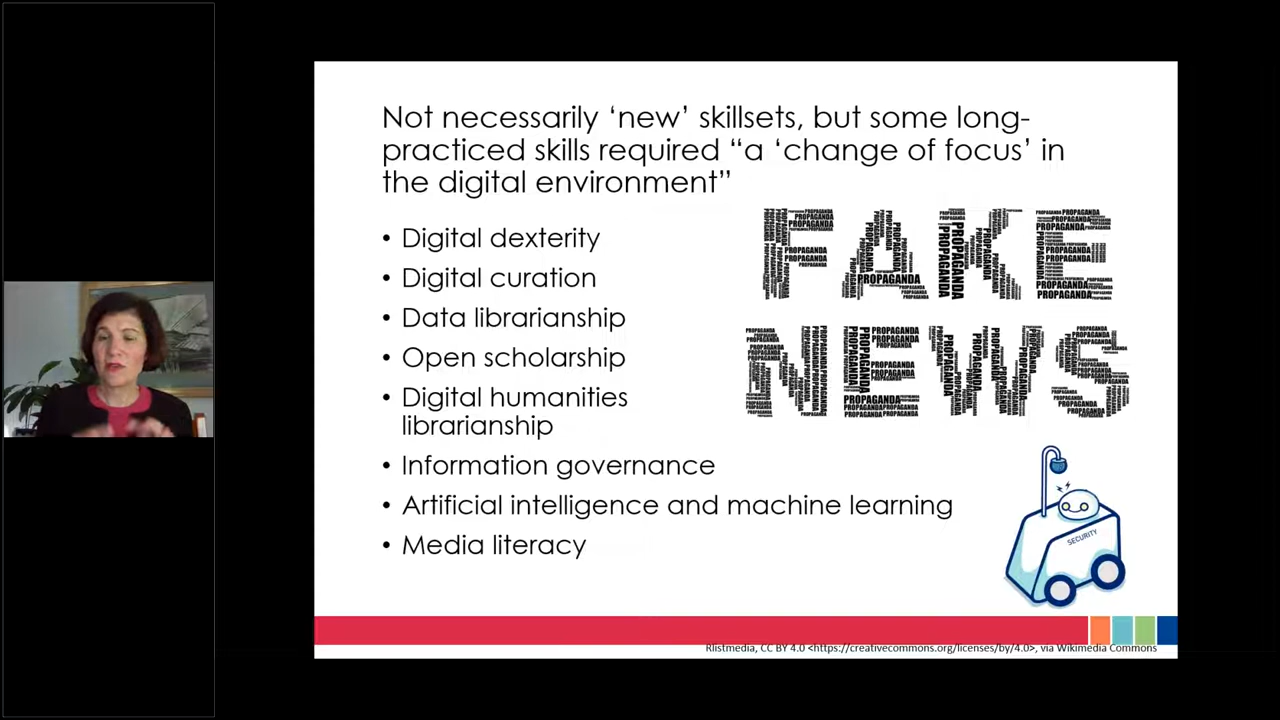 Not necessarily ‘new’ skillsets, but some long-
practiced skills required “a ‘change of focus’ in
the digital environment”
• Digital dexterity
• Digital curation
• Data librarianship
• Open scholarship
• Digital humanities
librarianship
• Information governance
• Artificial intelligence and machine learning
• Media literacy
FAKE
NEWS
PROPAGANDA
SECURITY
Rlistmedia, CC BY 4.0 <https://creativecommons.org/licenses/by/4.0>, via Wikimedia Commons